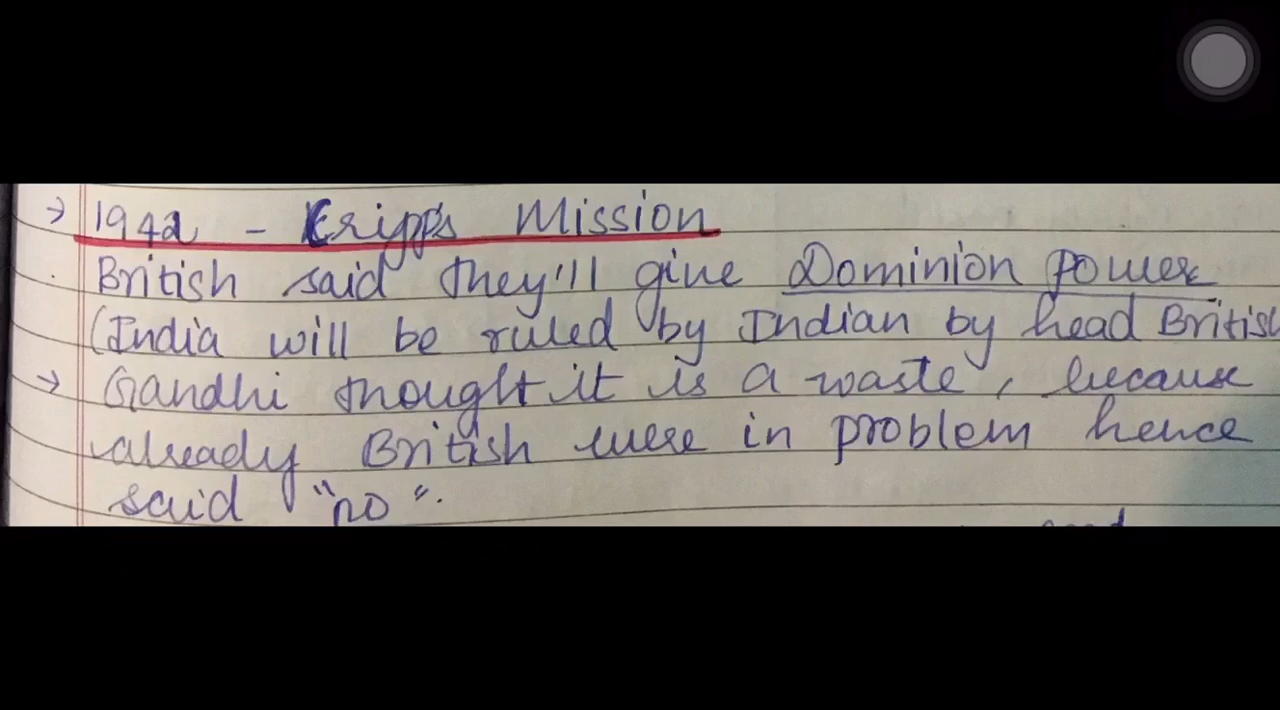 → 1942 - Cripp's Mission
British said they'll give Dominion power
(India will be ruled by Indian by head British
→ Gandhi thought it is a waste, because
already British were in problem hence
said "no".